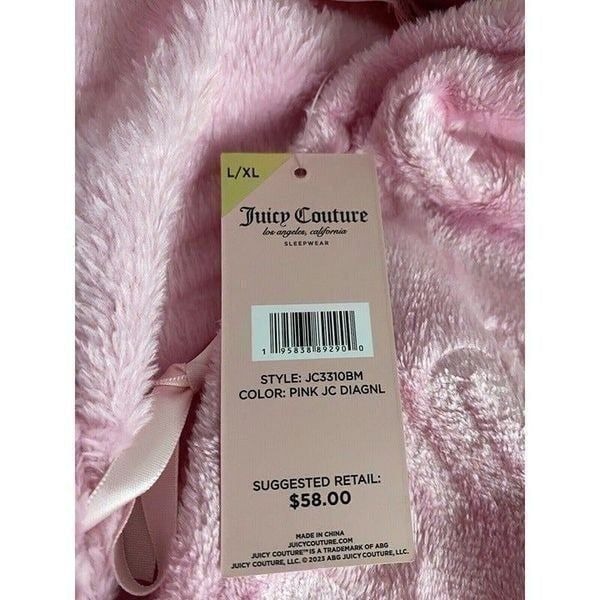 L/XL
Juicy Couture
los angeles, california
SLEEPWEAR
1 95838 89290 0
STYLE: JC3310BM
COLOR: PINK JC DIAGNL
SUGGESTED RETAIL:
$58.00
MADE IN CHINA
JUICYCOUTURE.COM
JUICY COUTURE™ IS A TRADEMARK OF ABG
JUICY COUTURE, LLC. © 2023 ABG JUICY COUTURE, LLC.